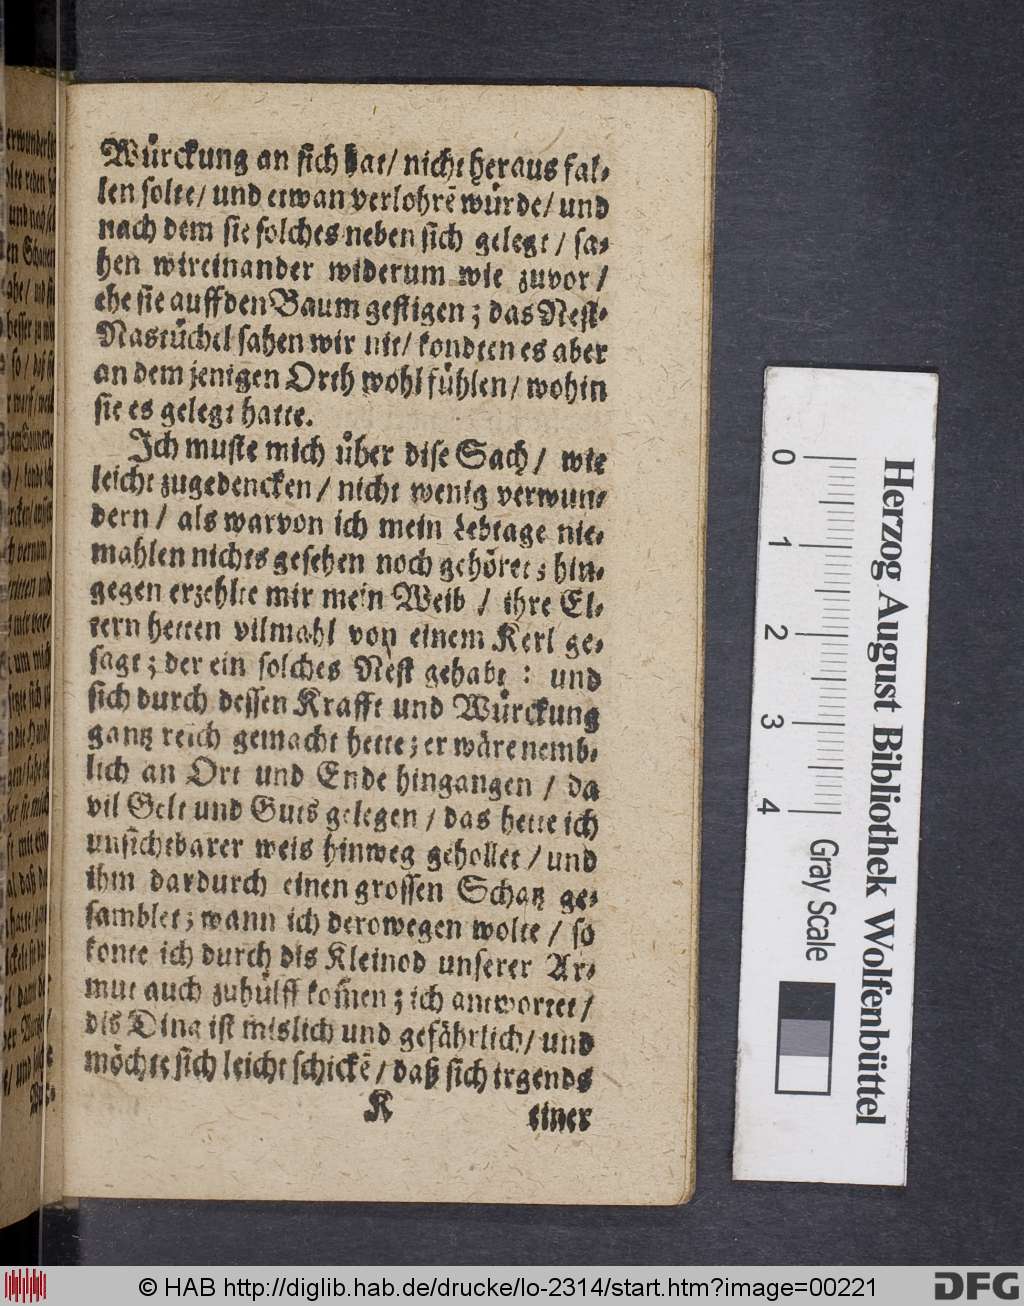 Würckung an sich hat/ nicht heraus fal-
len solte/ und etwan verlohrē würde/ und
nach dem sie solches neben sich gelegt / sa-
hen wir einander widerum wie zuvor /
ehe sie auff den Baum gestigen; das Nest-
Nastüchel sahen wir nit/ kondten es aber
an dem jenigen Orth wohl fühlen/ wohin
sie es gelegt hatte.
Ich muste mich über dise Sach/ wie
leicht zugedencken/ nicht wenig verwun-
dern/ als warvon ich mein Lebtage nie-
mahlen nichts gesehen noch gehöret; hin-
gegen erzehlte mir mein Weib / ihre El-
tern hetten vilmahl von einem Kerl ge-
sagt; der ein solches Nest gehabt : und
sich durch dessen Krafft und Würckung
gantz reich gemacht hette; er wäre nemb-
lich an Ort und Ende hingangen / da
vil Gelt und Guts gelegen / das hette ich
unsichtbarer weis hinweg gehollet / und
ihm dardurch einen grossen Schatz ge-
samblet; wann ich derowegen wolte / so
konte ich durch dis Kleinod unserer Ar-
mut auch zuhülff kom̄en; ich antwortet /
dis Ding ist mislich und gefährlich/ und
möchte sich leicht schickē / daß sich irgends
K einer
0
1
2
3
4
Gray Scale
Herzog August Bibliothek Wolfenbüttel
© HAB http://diglib.hab.de/drucke/lo-2314/start.htm?image=00221
DFG